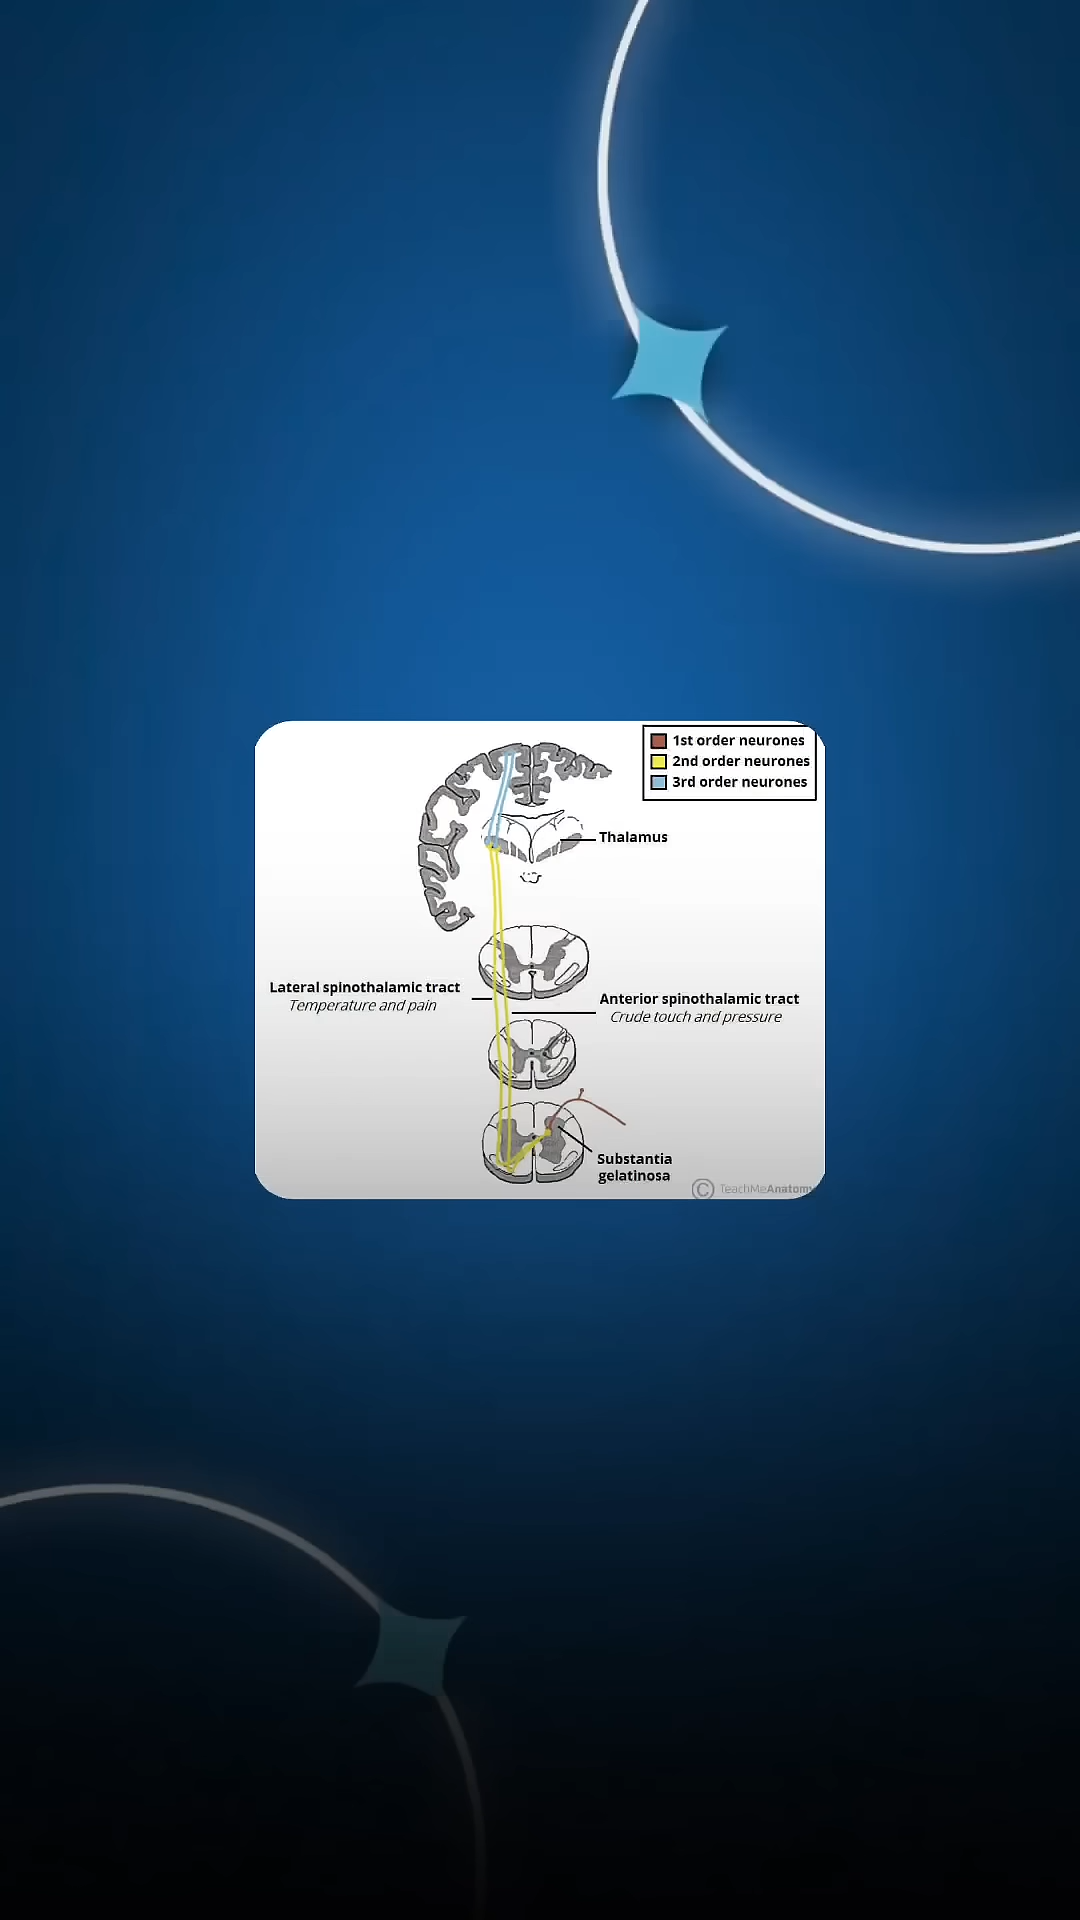 1st order neurones
2nd order neurones
3rd order neurones
Thalamus
Lateral spinothalamic tract
Temperature and pain
Anterior spinothalamic tract
Crude touch and pressure
Substantia
gelatinosa
© TeachMeAnatomy